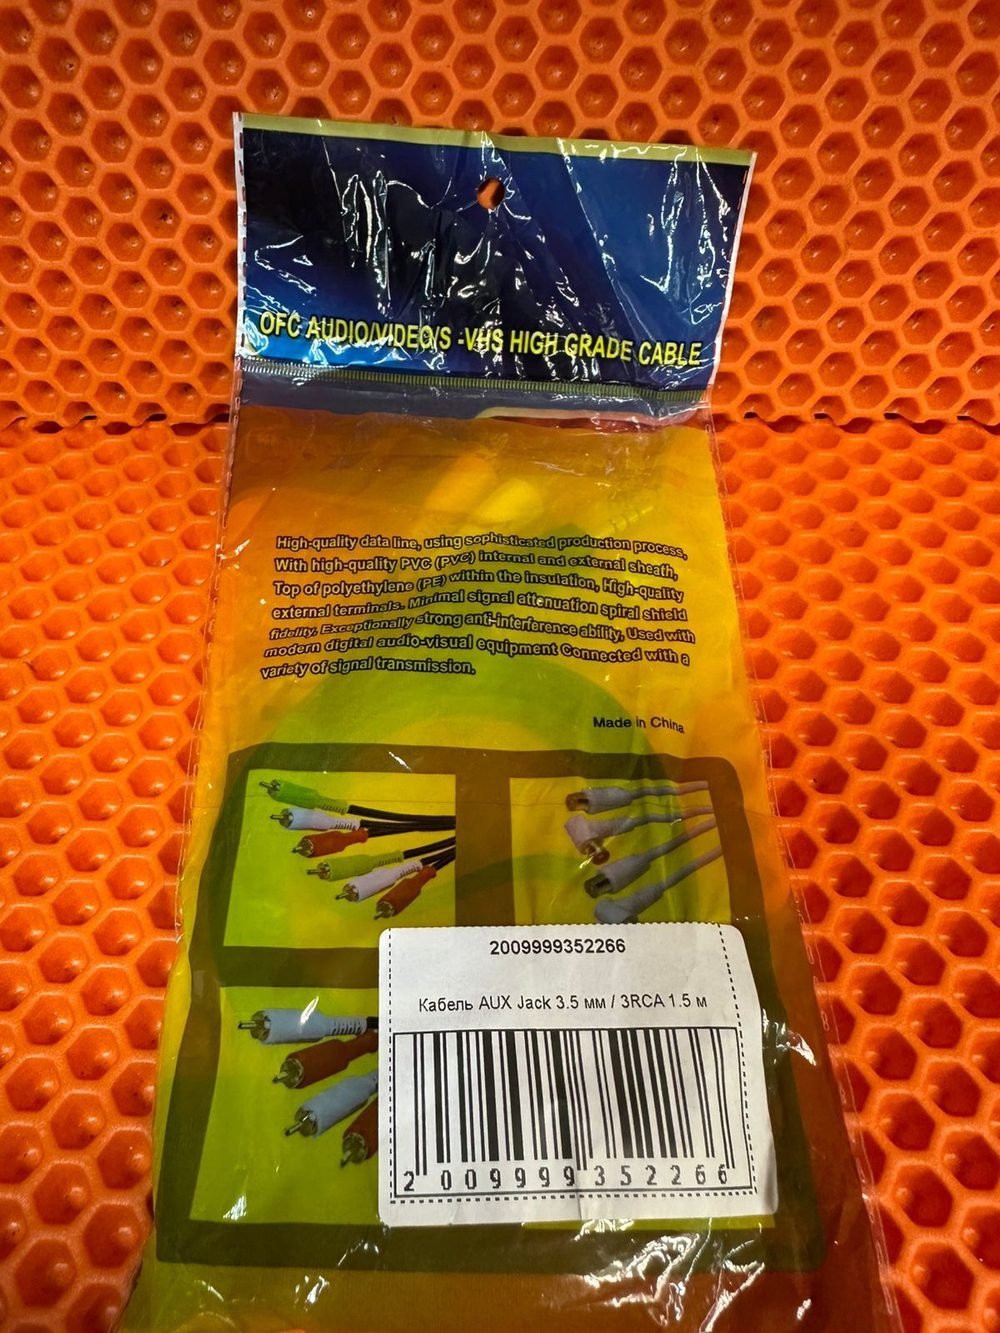 OFC AUDIO/VIDEO/S -VHS HIGH GRADE CABLE
High-quality data line, using sophisticated production process,
With high-quality PVC (PVC) internal and external sheath,
Top of polyethylene (PE) within the insulation, High-quality
external terminals. Minimal signal attenuation spiral shield
fidelity, Exceptionally strong anti-interference ability, Used with
modern digital audio-visual equipment Connected with a
variety of signal transmission.
Made in China
2009999352266
Кабель AUX Jack 3.5 мм / 3RCA 1.5 м
2 009999 352266